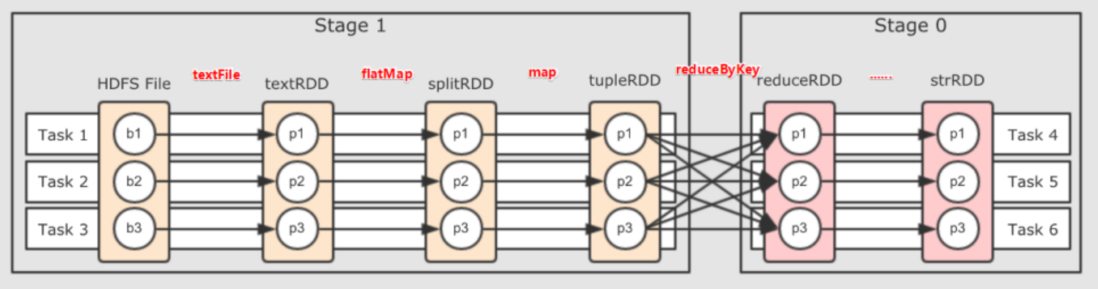 Stage 1
Stage 0
textFile
flatMap
map
reduceByKey
......
HDFS File
textRDD
splitRDD
tupleRDD
reduceRDD
strRDD
Task 1 b1 p1 p1 p1 p1 p1 Task 4
Task 2 b2 p2 p2 p2 p2 p2 Task 5
Task 3 b3 p3 p3 p3 p3 p3 Task 6